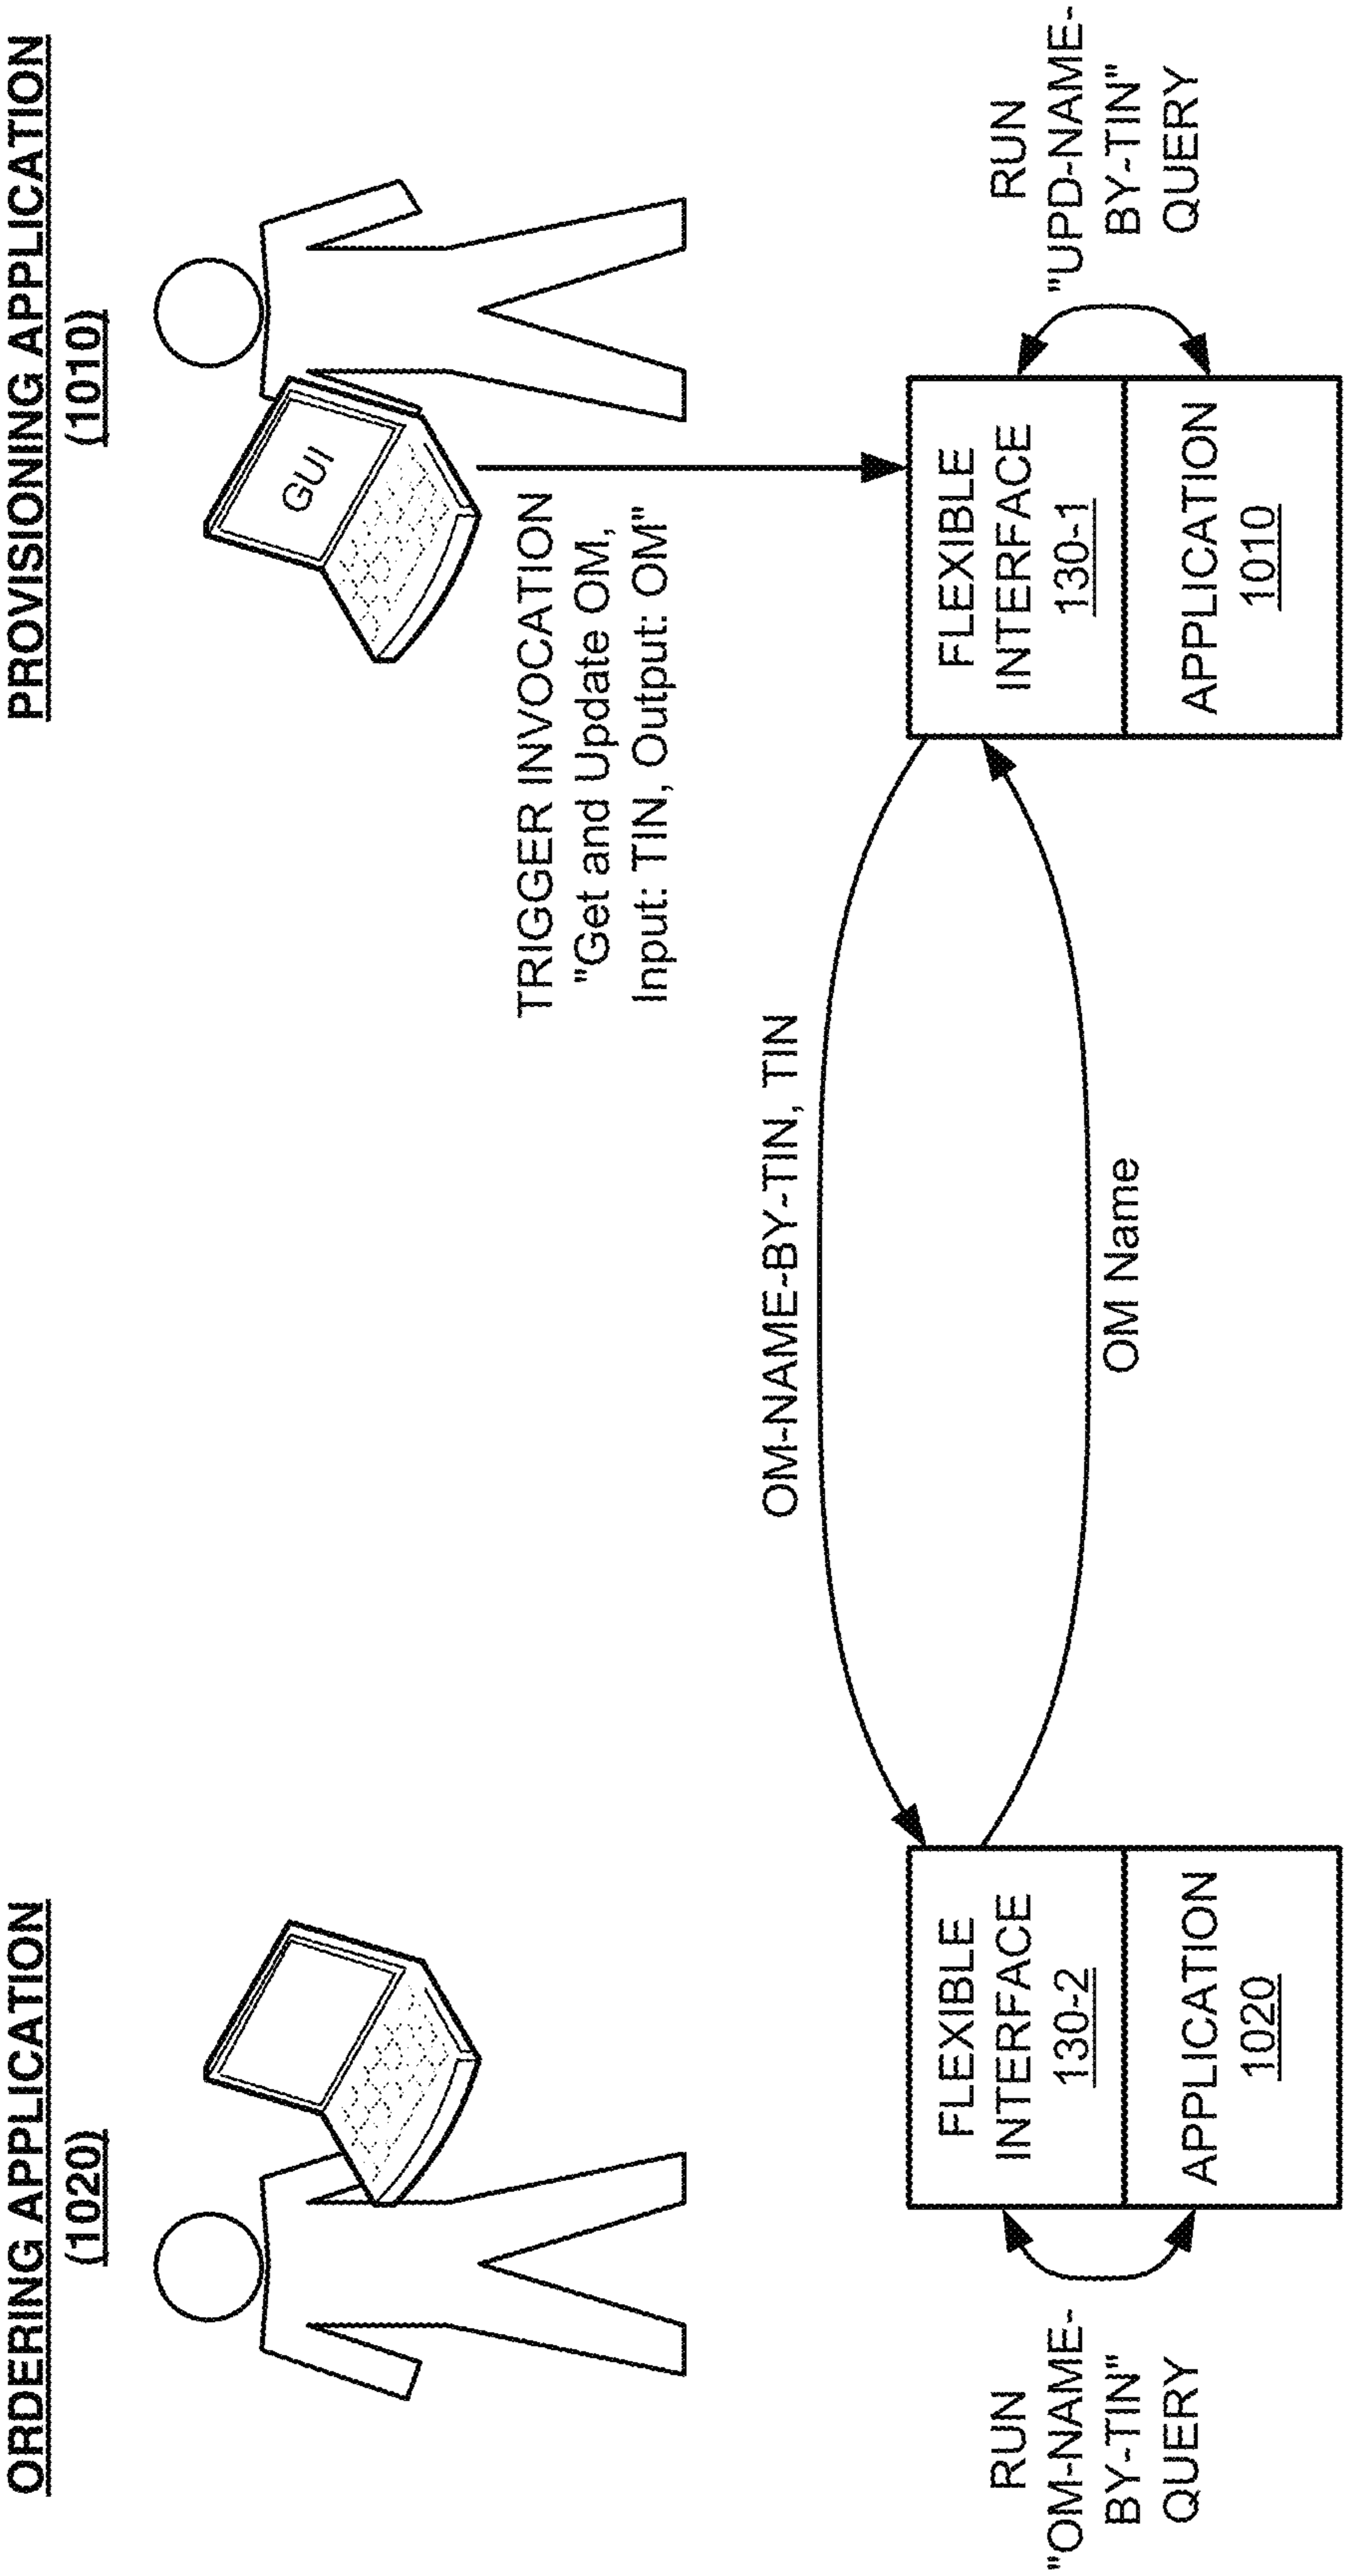 ORDERING APPLICATION
(1020)
PROVISIONING APPLICATION
(1010)
GUI
TRIGGER INVOCATION
"Get and Update OM,
Input: TIN, Output: OM"
OM-NAME-BY-TIN, TIN
OM Name
RUN
"OM-NAME-
BY-TIN"
QUERY
FLEXIBLE
INTERFACE
130-2
APPLICATION
1020
FLEXIBLE
INTERFACE
130-1
APPLICATION
1010
RUN
"UPD-NAME-
BY-TIN"
QUERY